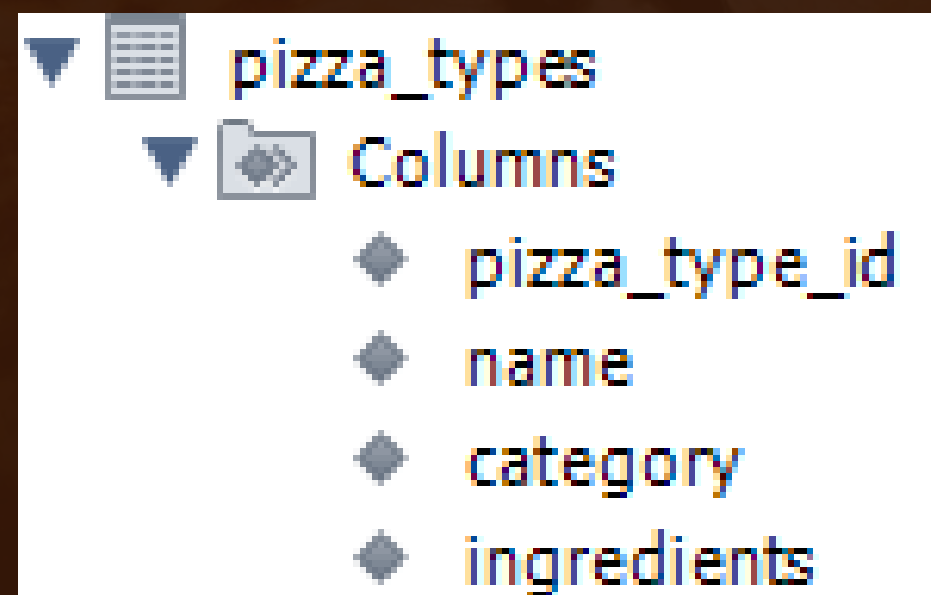 pizza_types
Columns
pizza_type_id
name
category
ingredients